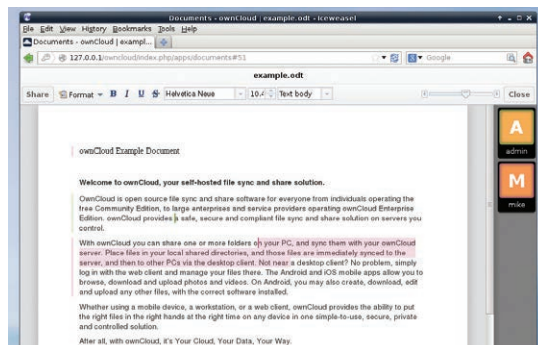 Documents - ownCloud | example.odt - Iceweasel
File Edit View History Bookmarks Tools Help
Documents - ownCloud | exampl...
127.0.0.1/owncloud/index.php/apps/documents#51
Google
example.odt
Share Format B I U S Helvetica Neue 10.4 Text body Close
A
admin
M
mike
ownCloud Example Document
Welcome to ownCloud, your self-hosted file sync and share solution.
OwnCloud is open source file sync and share software for everyone from individuals operating the
free Community Edition, to large enterprises and service providers operating ownCloud Enterprise
Edition. ownCloud provides a safe, secure and compliant file sync and share solution on servers you
control.
With ownCloud you can share one or more folders on your PC, and sync them with your ownCloud
server. Place files in your local shared directories, and those files are immediately synced to the
server, and then to other PCs via the desktop client. Not near a desktop client? No problem, simply
log in with the web client and manage your files there. The Android and iOS mobile apps allow you to
browse, download and upload photos and videos. On Android, you may also create, download, edit
and upload any other files, with the correct software installed.
Whether using a mobile device, a workstation, or a web client, ownCloud provides the ability to put
the right files in the right hands at the right time on any device in one simple-to-use, secure, private
and controlled solution.
After all, with ownCloud, it's Your Cloud, Your Data, Your Way.